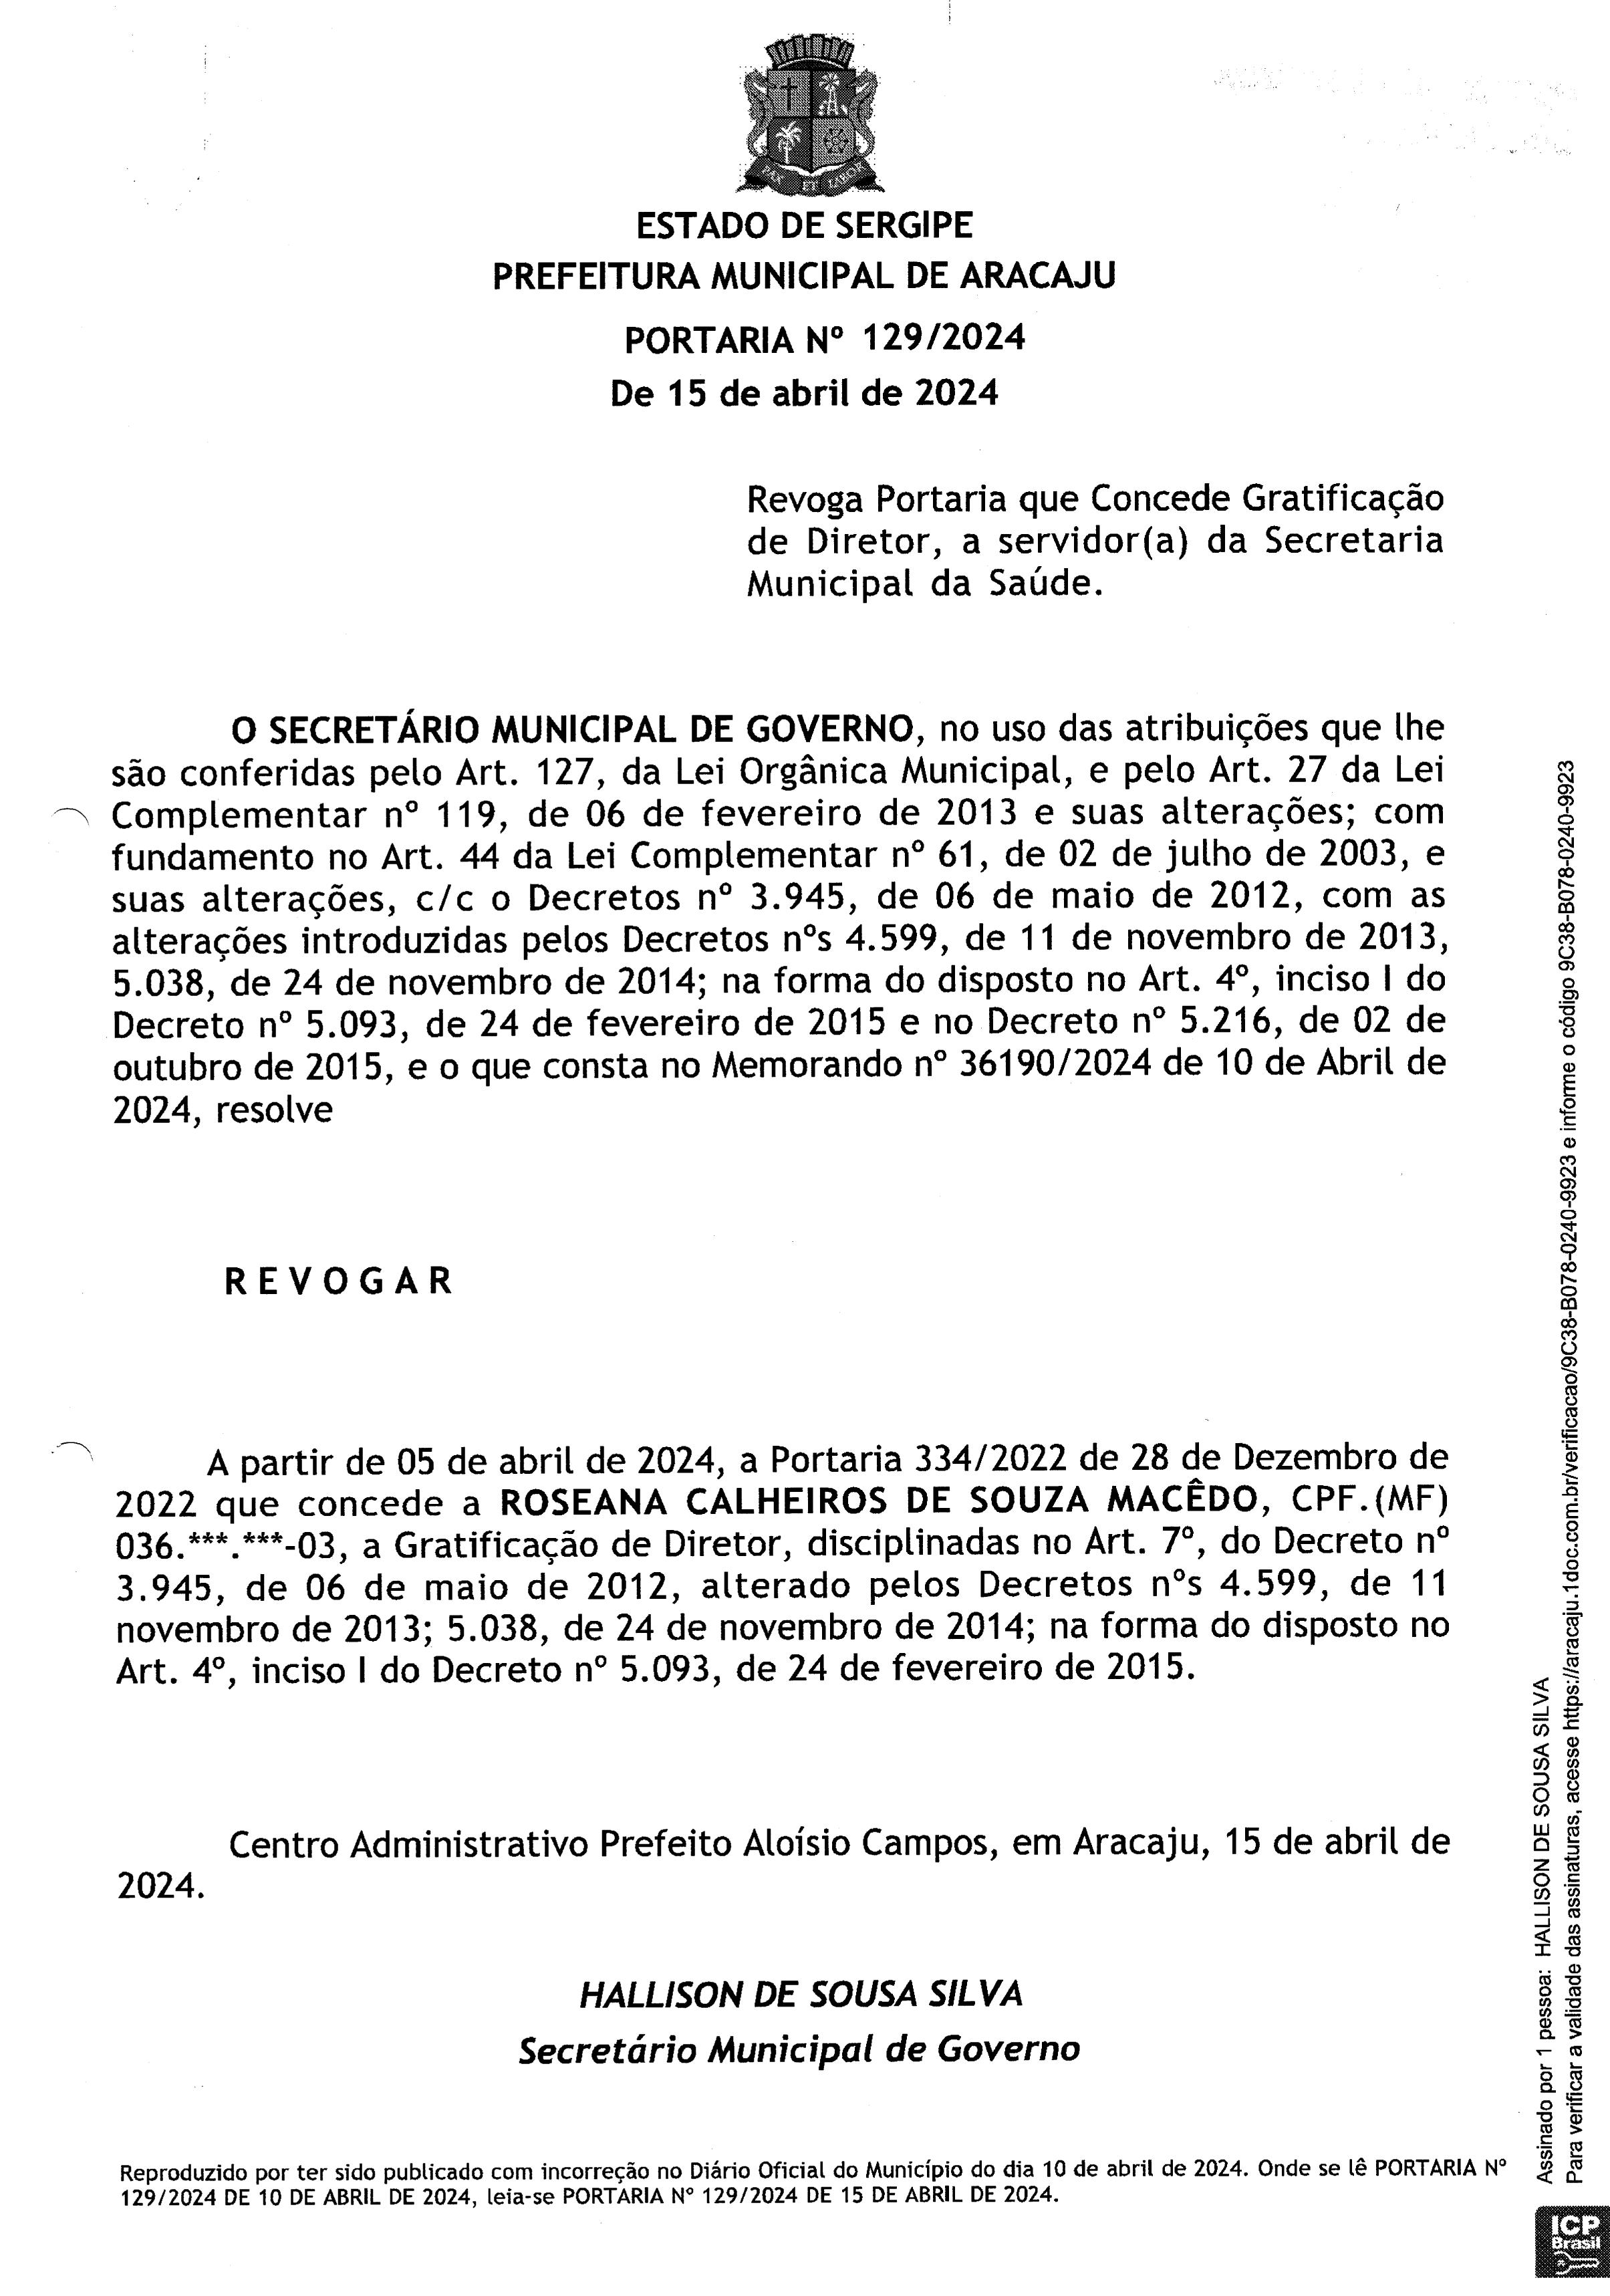 PAX ET LABOR
ESTADO DE SERGIPE
PREFEITURA MUNICIPAL DE ARACAJU
PORTARIA Nº 129/2024
De 15 de abril de 2024
Revoga Portaria que Concede Gratificação
de Diretor, a servidor(a) da Secretaria
Municipal da Saúde.
O SECRETÁRIO MUNICIPAL DE GOVERNO, no uso das atribuições que lhe
são conferidas pelo Art. 127, da Lei Orgânica Municipal, e pelo Art. 27 da Lei
Complementar nº 119, de 06 de fevereiro de 2013 e suas alterações; com
fundamento no Art. 44 da Lei Complementar nº 61, de 02 de julho de 2003, e
suas alterações, c/c o Decretos nº 3.945, de 06 de maio de 2012, com as
alterações introduzidas pelos Decretos nºs 4.599, de 11 de novembro de 2013,
5.038, de 24 de novembro de 2014; na forma do disposto no Art. 4º, inciso I do
Decreto nº 5.093, de 24 de fevereiro de 2015 e no Decreto nº 5.216, de 02 de
outubro de 2015, e o que consta no Memorando nº 36190/2024 de 10 de Abril de
2024, resolve
R E V O G A R
A partir de 05 de abril de 2024, a Portaria 334/2022 de 28 de Dezembro de
2022 que concede a ROSEANA CALHEIROS DE SOUZA MACÊDO, CPF.(MF)
036.***.***-03, a Gratificação de Diretor, disciplinadas no Art. 7º, do Decreto nº
3.945, de 06 de maio de 2012, alterado pelos Decretos nºs 4.599, de 11
novembro de 2013; 5.038, de 24 de novembro de 2014; na forma do disposto no
Art. 4º, inciso I do Decreto nº 5.093, de 24 de fevereiro de 2015.
Centro Administrativo Prefeito Aloísio Campos, em Aracaju, 15 de abril de
2024.
HALLISON DE SOUSA SILVA
Secretário Municipal de Governo
Reproduzido por ter sido publicado com incorreção no Diário Oficial do Município do dia 10 de abril de 2024. Onde se lê PORTARIA Nº
129/2024 DE 10 DE ABRIL DE 2024, leia-se PORTARIA Nº 129/2024 DE 15 DE ABRIL DE 2024.
Assinado por 1 pessoa: HALLISON DE SOUSA SILVA
Para verificar a validade das assinaturas, acesse https://aracaju.1doc.com.br/verificacao/9C38-B078-0240-9923 e informe o código 9C38-B078-0240-9923
ICP
Brasil